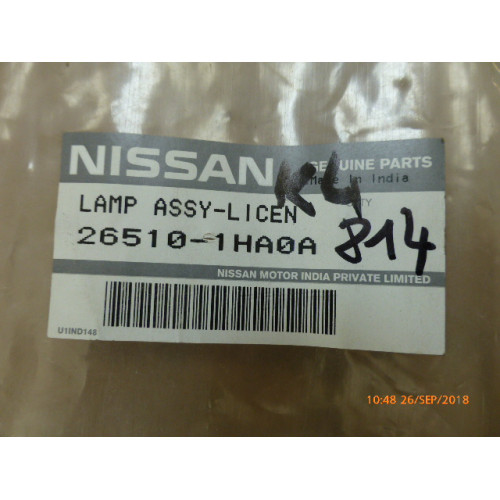 NISSAN GENUINE PARTS
Made in India
LAMP ASSY-LICEN
K4
26510-1HA0A 814
NISSAN MOTOR INDIA PRIVATE LIMITED
U1IND148
10:48 26/SEP/2018